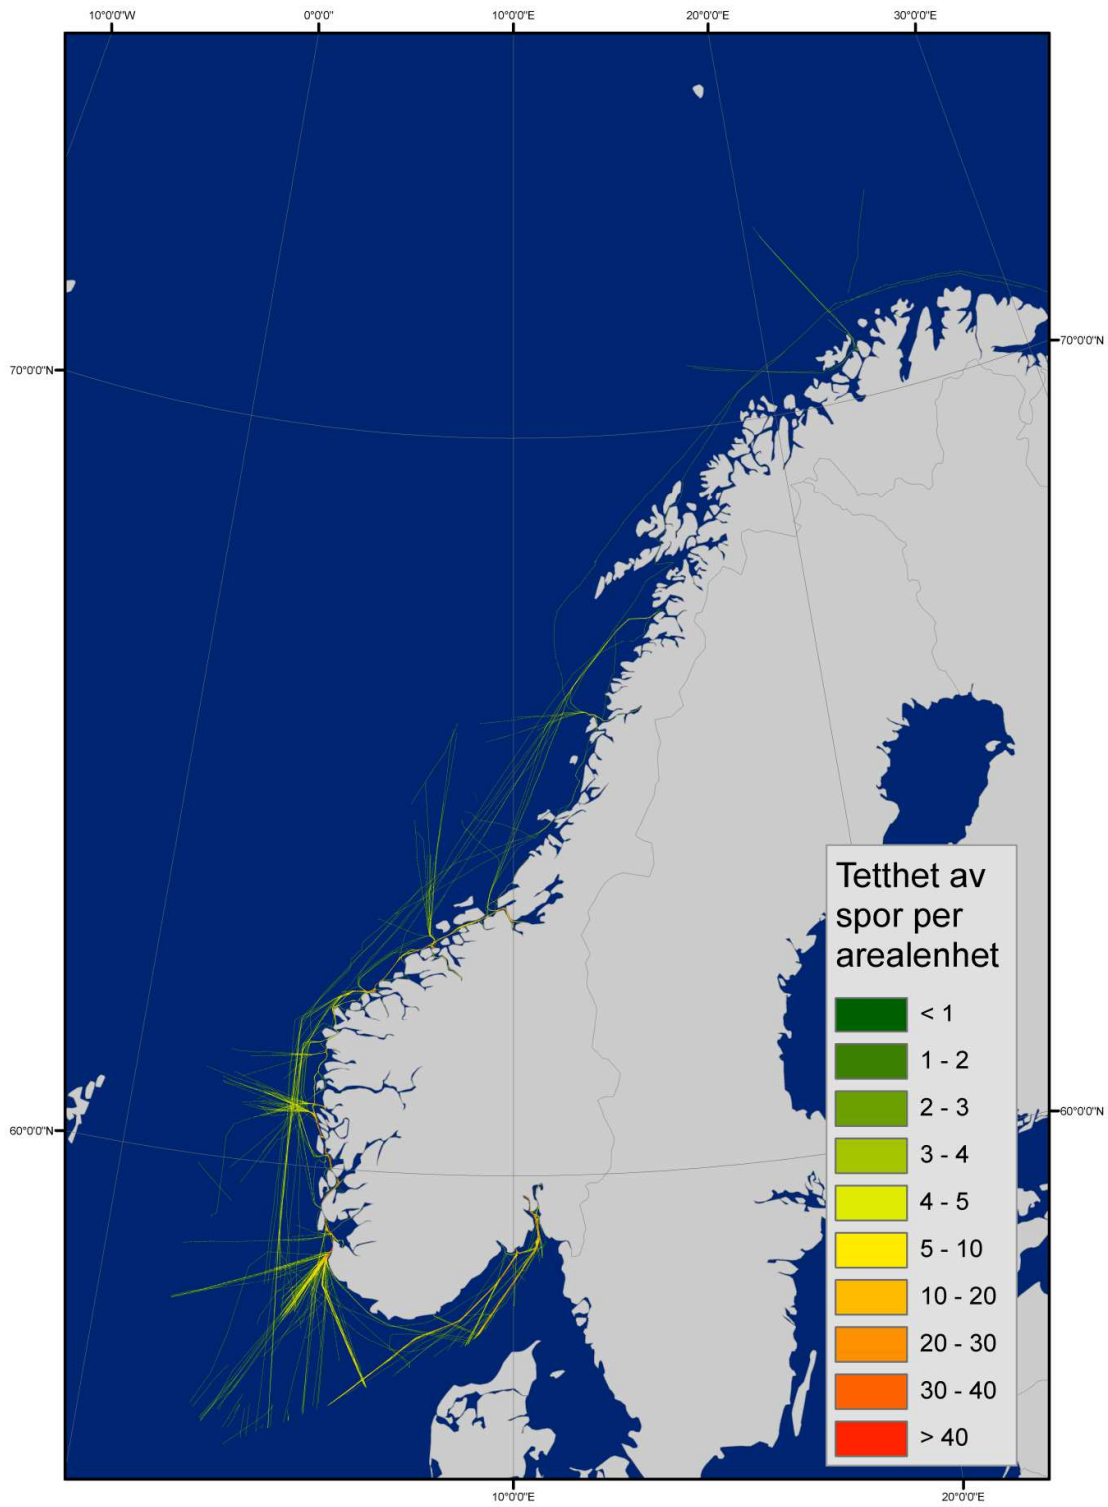 10°0'0"W
0°0'0"
10°0'0"E
20°0'0"E
30°0'0"E
70°0'0"N
70°0'0"N
60°0'0"N
60°0'0"N
Tetthet av
spor per
arealenhet
< 1
1 - 2
2 - 3
3 - 4
4 - 5
5 - 10
10 - 20
20 - 30
30 - 40
> 40
10°0'0"E
20°0'0"E